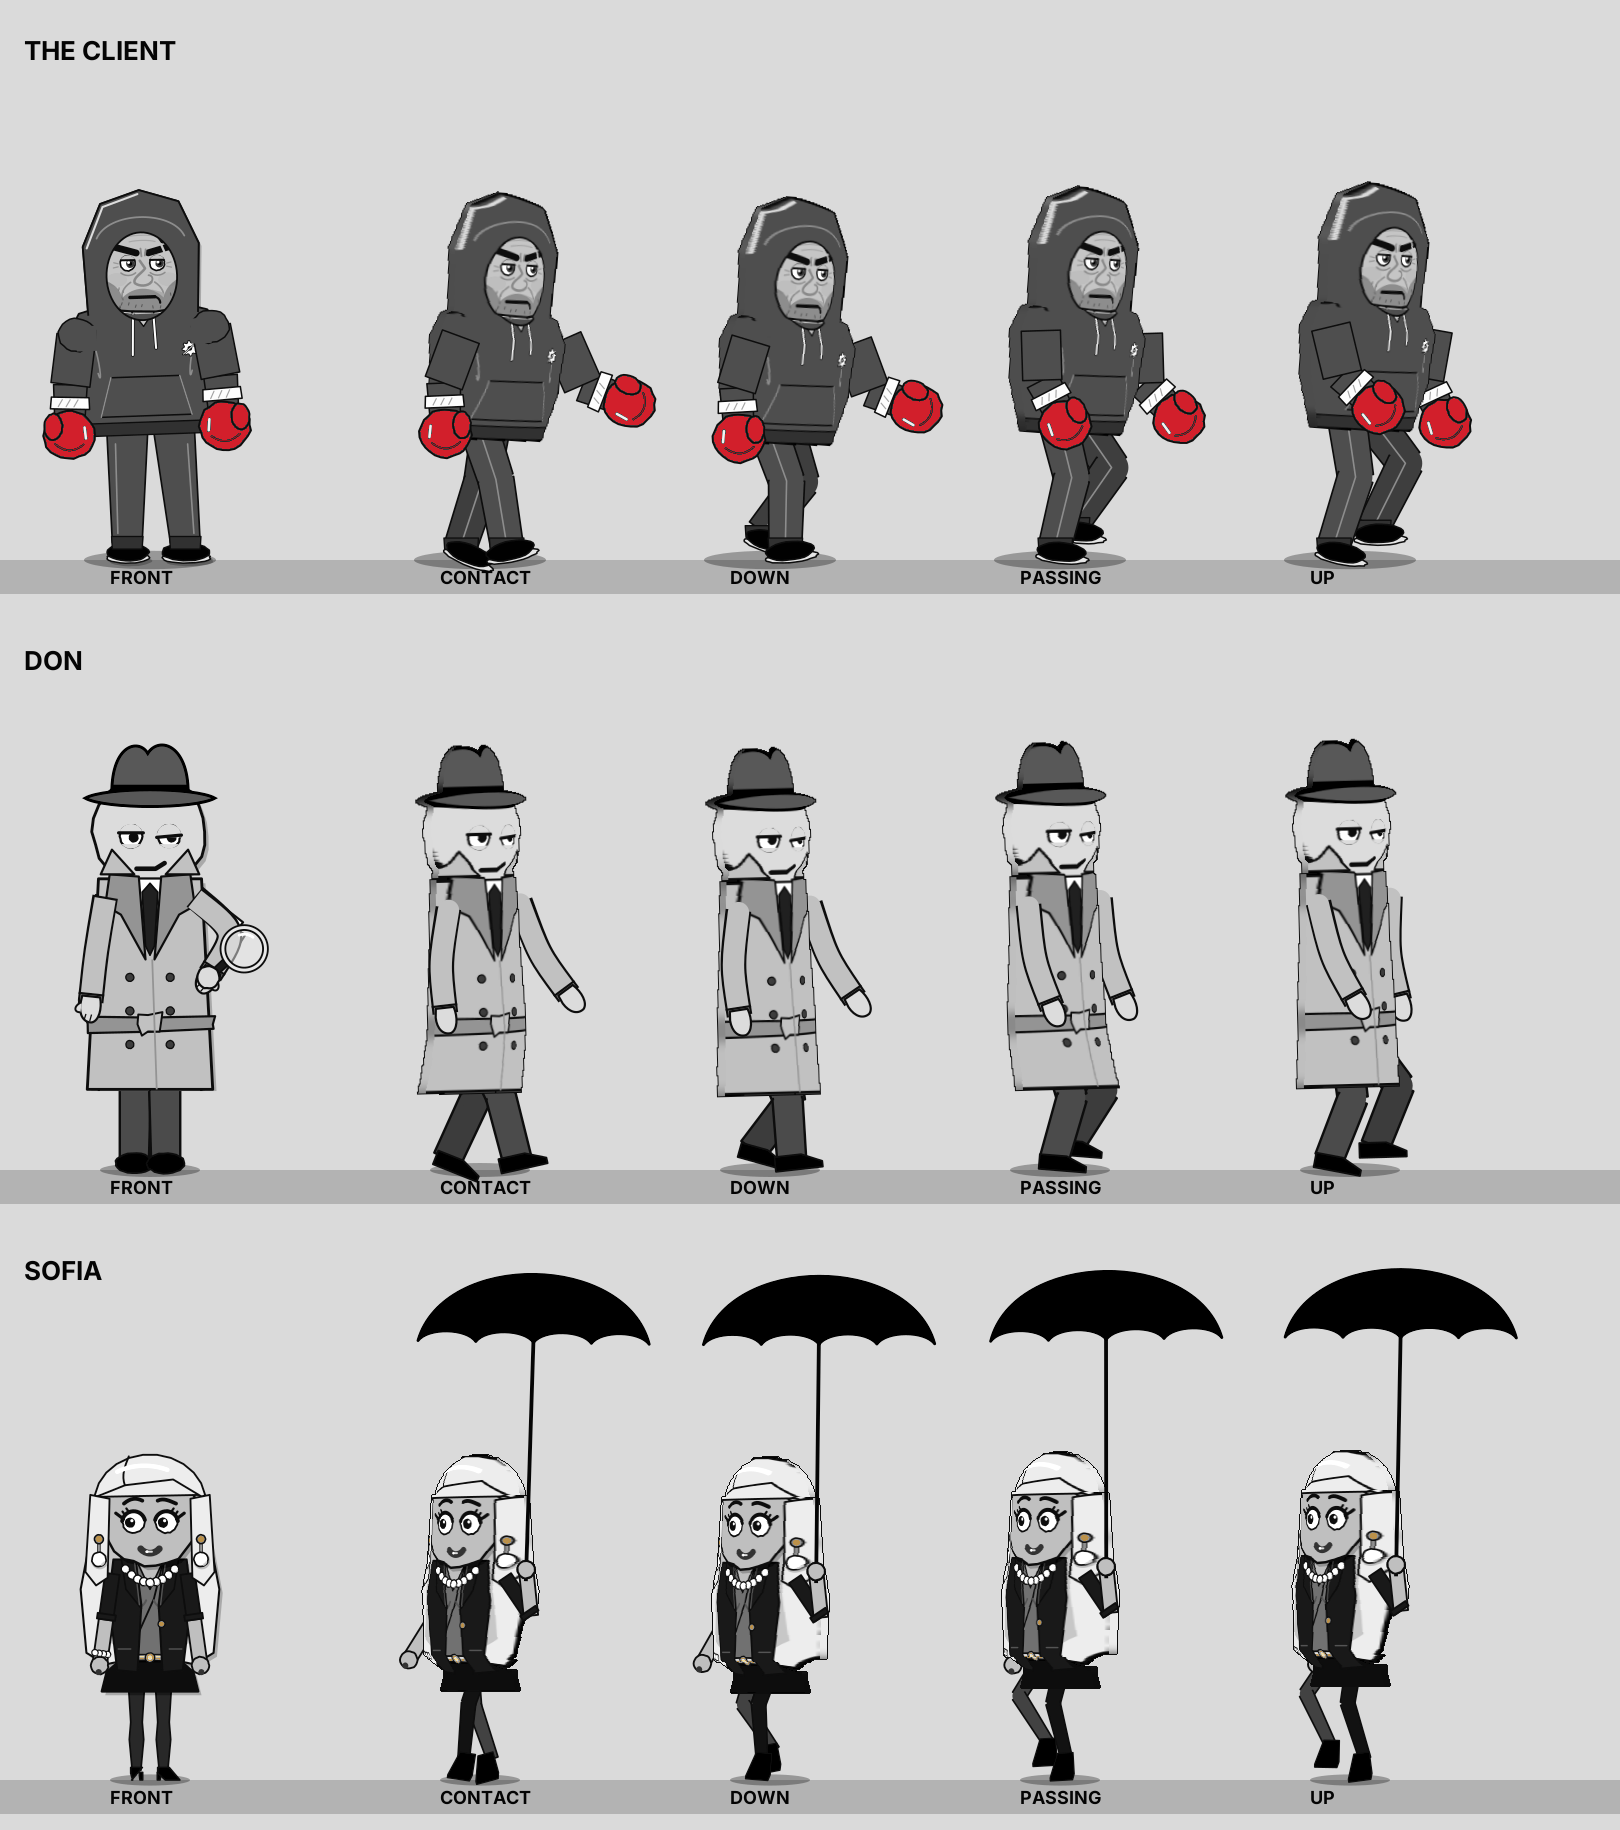 THE CLIENT
FRONT CONTACT DOWN PASSING UP
DON
FRONT CONTACT DOWN PASSING UP
SOFIA
FRONT CONTACT DOWN PASSING UP